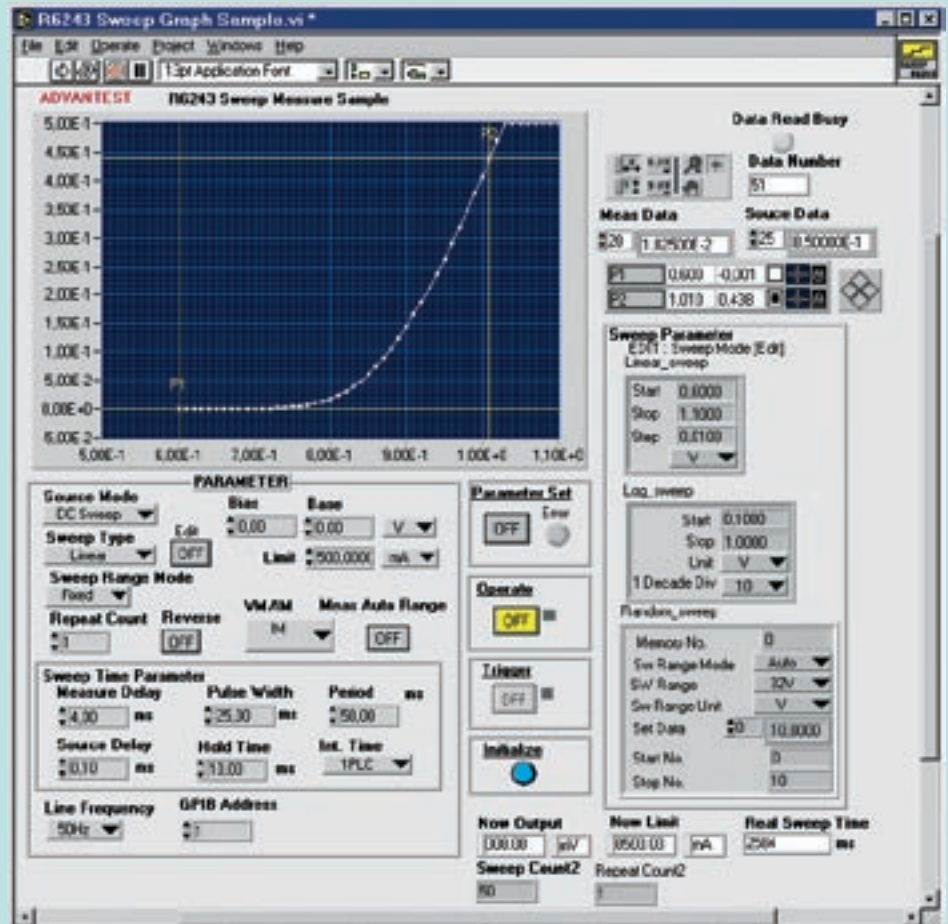 R6243 Sweep Graph Sample.vi *
File Edit Operate Project Windows Help
13pt Application Font
ADVANTEST R6243 Sweep Measure Sample
5.00E-1
4.50E-1
4.00E-1
3.50E-1
3.00E-1
2.50E-1
2.00E-1
1.50E-1
1.00E-1
5.00E-2
0.00E+0
5.00E-2
5.00E-1 6.00E-1 7.00E-1 8.00E-1 9.00E-1 1.00E+0 1.10E+0
Data Read Busy
Data Number
51
Meas Data Souce Data
28 25
P1 0.600 -0.001
P2 1.010 0.438
Sweep Parameter
EDIT : Sweep Mode [Edit]
Linear_sweep
Start 0.6000
Stop 1.1000
Step 0.0100
V
Log_sweep
Start 0.1000
Stop 1.0000
Unit V
1 Decade Div 10
Random_sweep
Memory No. 0
Sw Range Mode Auto
SW Range 32V
Sw Range Unit V
Set Data 0 10.0000
Start No. 0
Stop No. 10
PARAMETER
Source Mode
DC Sweep
Bias Base
0.00 0.00 V
Sweep Type Edit
Linear OFF
Limit mA
Sweep Range Mode
Fixed
Repeat Count Reverse VM/IM Meas Auto Range
1 OFF IM OFF
Sweep Time Parameter
Measure Delay Pulse Width Period ms
4.00 ms 25.00 ms 50.00
Source Delay Hold Time Int. Time
0.10 ms ms 1PLC
Line Frequency GPIB Address
50Hz 1
Parameter Set
OFF Error
Operate
OFF
Trigger
OFF
Initialize
Now Output Now Limit Real Sweep Time
mV mA 2584 ms
Sweep Count2 Repeat Count2
50 1